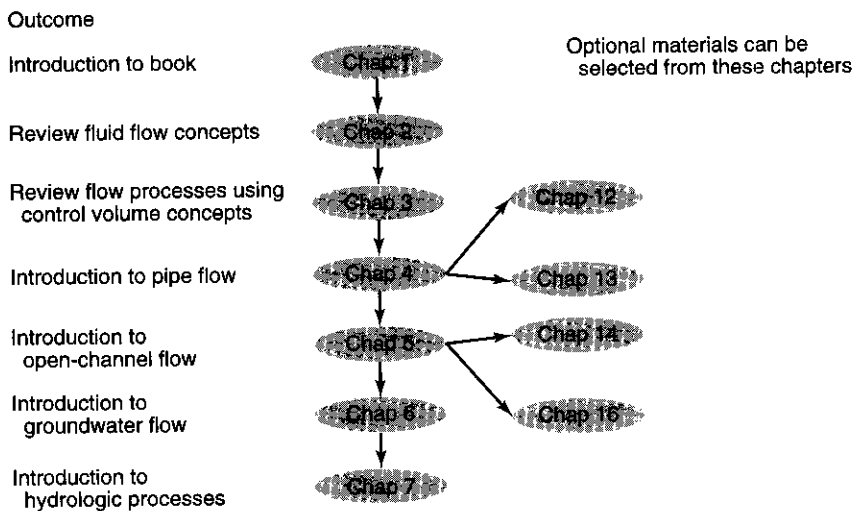 Outcome
Introduction to book
Chap 1
Optional materials can be
selected from these chapters
Review fluid flow concepts
Chap 2
Review flow processes using
control volume concepts
Chap 3
Chap 12
Introduction to pipe flow
Chap 4
Chap 13
Introduction to
open-channel flow
Chap 5
Chap 14
Introduction to
groundwater flow
Chap 6
Chap 16
Introduction to
hydrologic processes
Chap 7